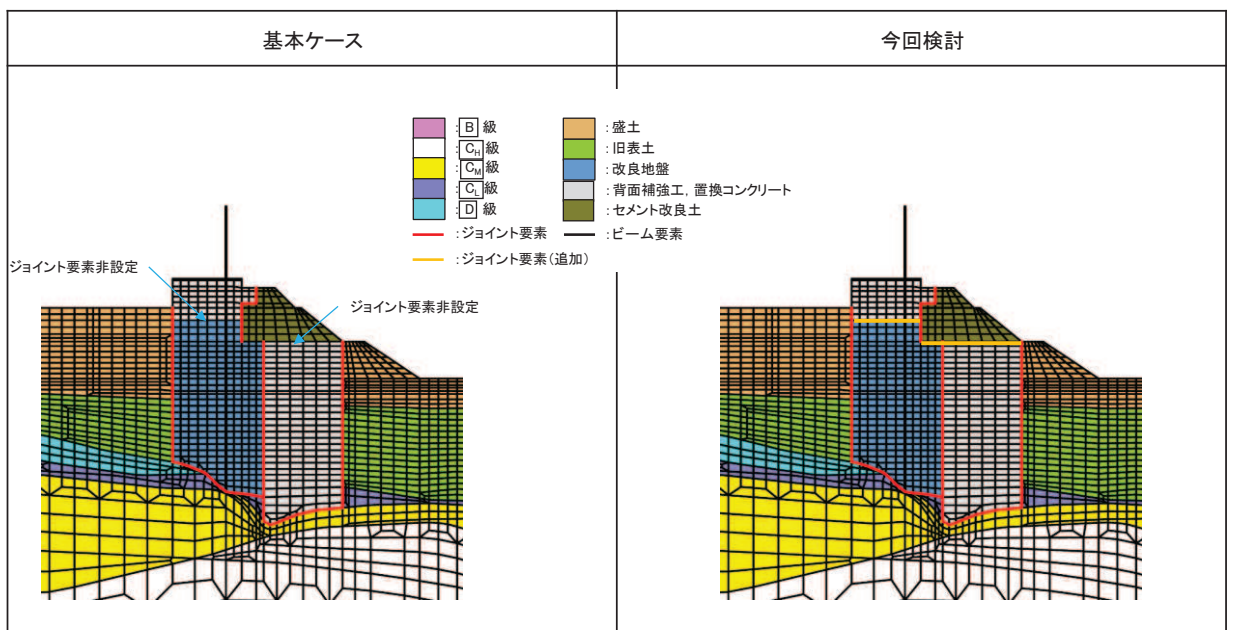 基本ケース
今回検討
:B 級
:CH級
:CM級
:CL級
:D 級
:ジョイント要素
:ジョイント要素(追加)
:盛土
:旧表土
:改良地盤
:背面補強工, 置換コンクリート
:セメント改良土
:ビーム要素
ジョイント要素非設定
ジョイント要素非設定